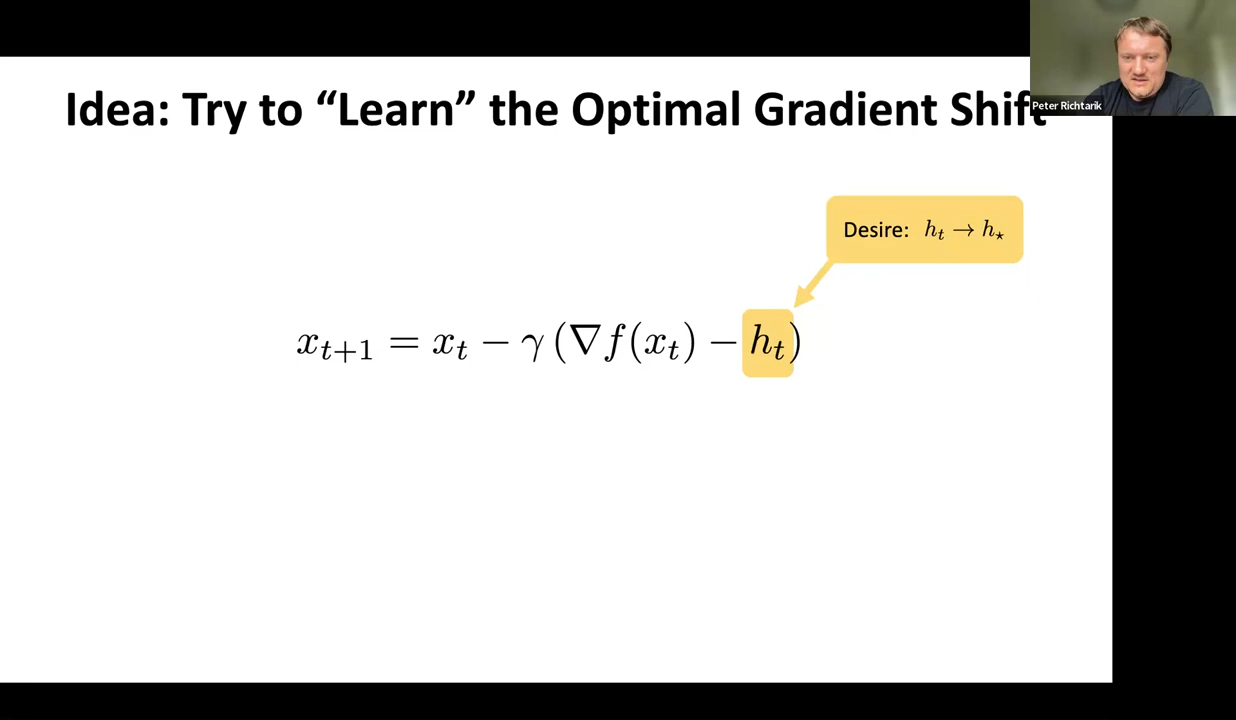 Idea: Try to “Learn” the Optimal Gradient Shift
Peter Richtarik
Desire: h_t → h_⋆
x_{t+1} = x_t − γ (∇f(x_t) − h_t)